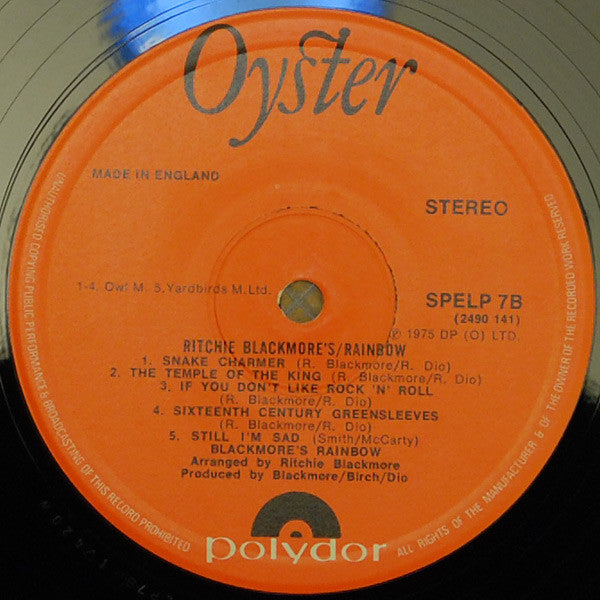 Oyster
MADE IN ENGLAND
STEREO
1-4. Owl M. 5. Yardbirds M.Ltd.
SPELP 7B
(2490 141)
℗ 1975 DP (O) LTD.
RITCHIE BLACKMORE'S/RAINBOW
1. SNAKE CHARMER (R. Blackmore/R. Dio)
2. THE TEMPLE OF THE KING (R. Blackmore/R. Dio)
3. IF YOU DON'T LIKE ROCK 'N' ROLL
(R. Blackmore/R. Dio)
4. SIXTEENTH CENTURY GREENSLEEVES
(R. Blackmore/R. Dio)
5. STILL I'M SAD (Smith/McCarty)
BLACKMORE'S RAINBOW
Arranged by Ritchie Blackmore
Produced by Blackmore/Birch/Dio
polydor
ALL RIGHTS OF THE MANUFACTURER & OF THE OWNER OF THE RECORDED WORK RESERVED
UNAUTHORISED COPYING PUBLIC PERFORMANCE & BROADCASTING OF THIS RECORD PROHIBITED